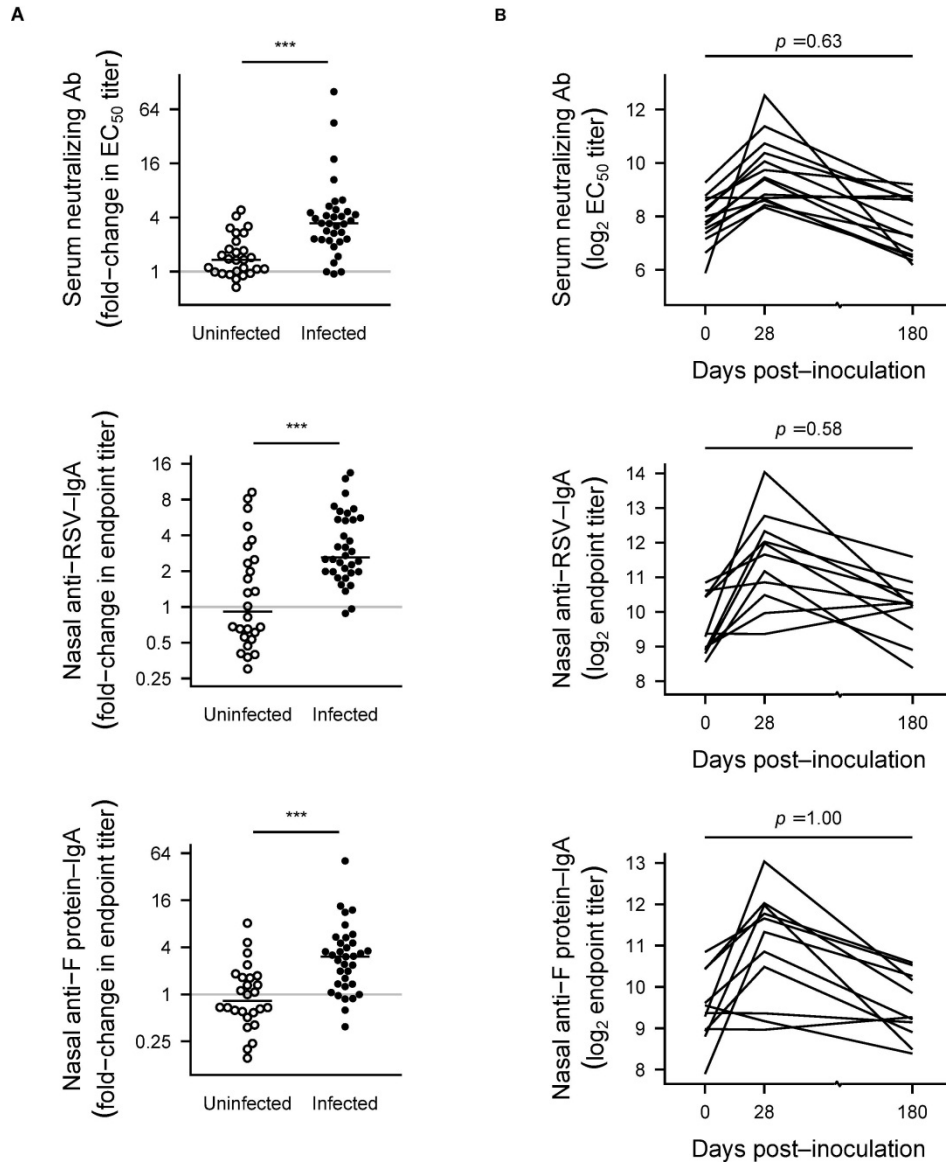 A
Serum neutralizing Ab
(fold−change in EC50 titer)
***
64
16
4
1
Uninfected Infected
Nasal anti−RSV−IgA
(fold−change in endpoint titer)
***
16
8
4
2
1
0.5
0.25
Uninfected Infected
Nasal anti−F protein−IgA
(fold−change in endpoint titer)
***
64
16
4
1
0.25
Uninfected Infected
B
Serum neutralizing Ab
(log2 EC50 titer)
p =0.63
12
10
8
6
0 28 180
Days post−inoculation
Nasal anti−RSV−IgA
(log2 endpoint titer)
p =0.58
14
13
12
11
10
9
8
0 28 180
Days post−inoculation
Nasal anti−F protein−IgA
(log2 endpoint titer)
p =1.00
13
12
11
10
9
8
0 28 180
Days post−inoculation